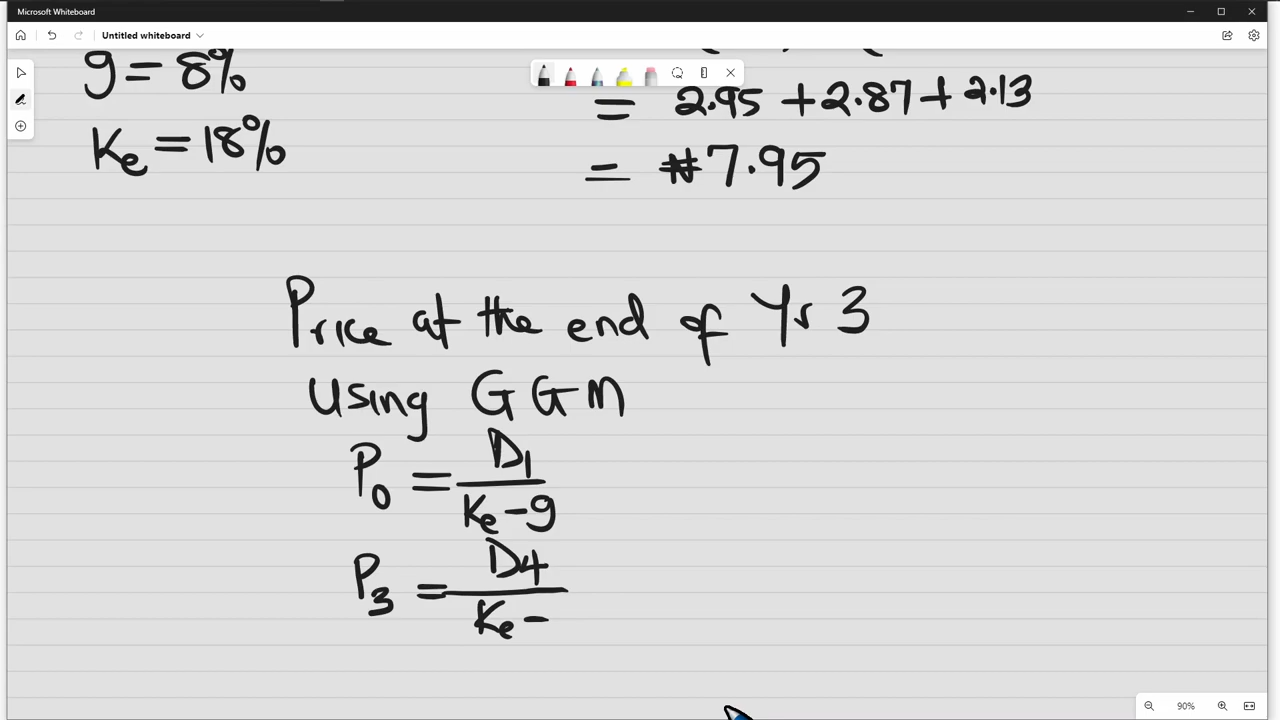 Microsoft Whiteboard
Untitled whiteboard
g = 8%
Ke = 18%
= 2.95 + 2.87 + 2.13
= ₦7.95
Price at the end of Yr 3
Using GGM
P0 = D1
Ke - g
P3 = D4
Ke -
90%